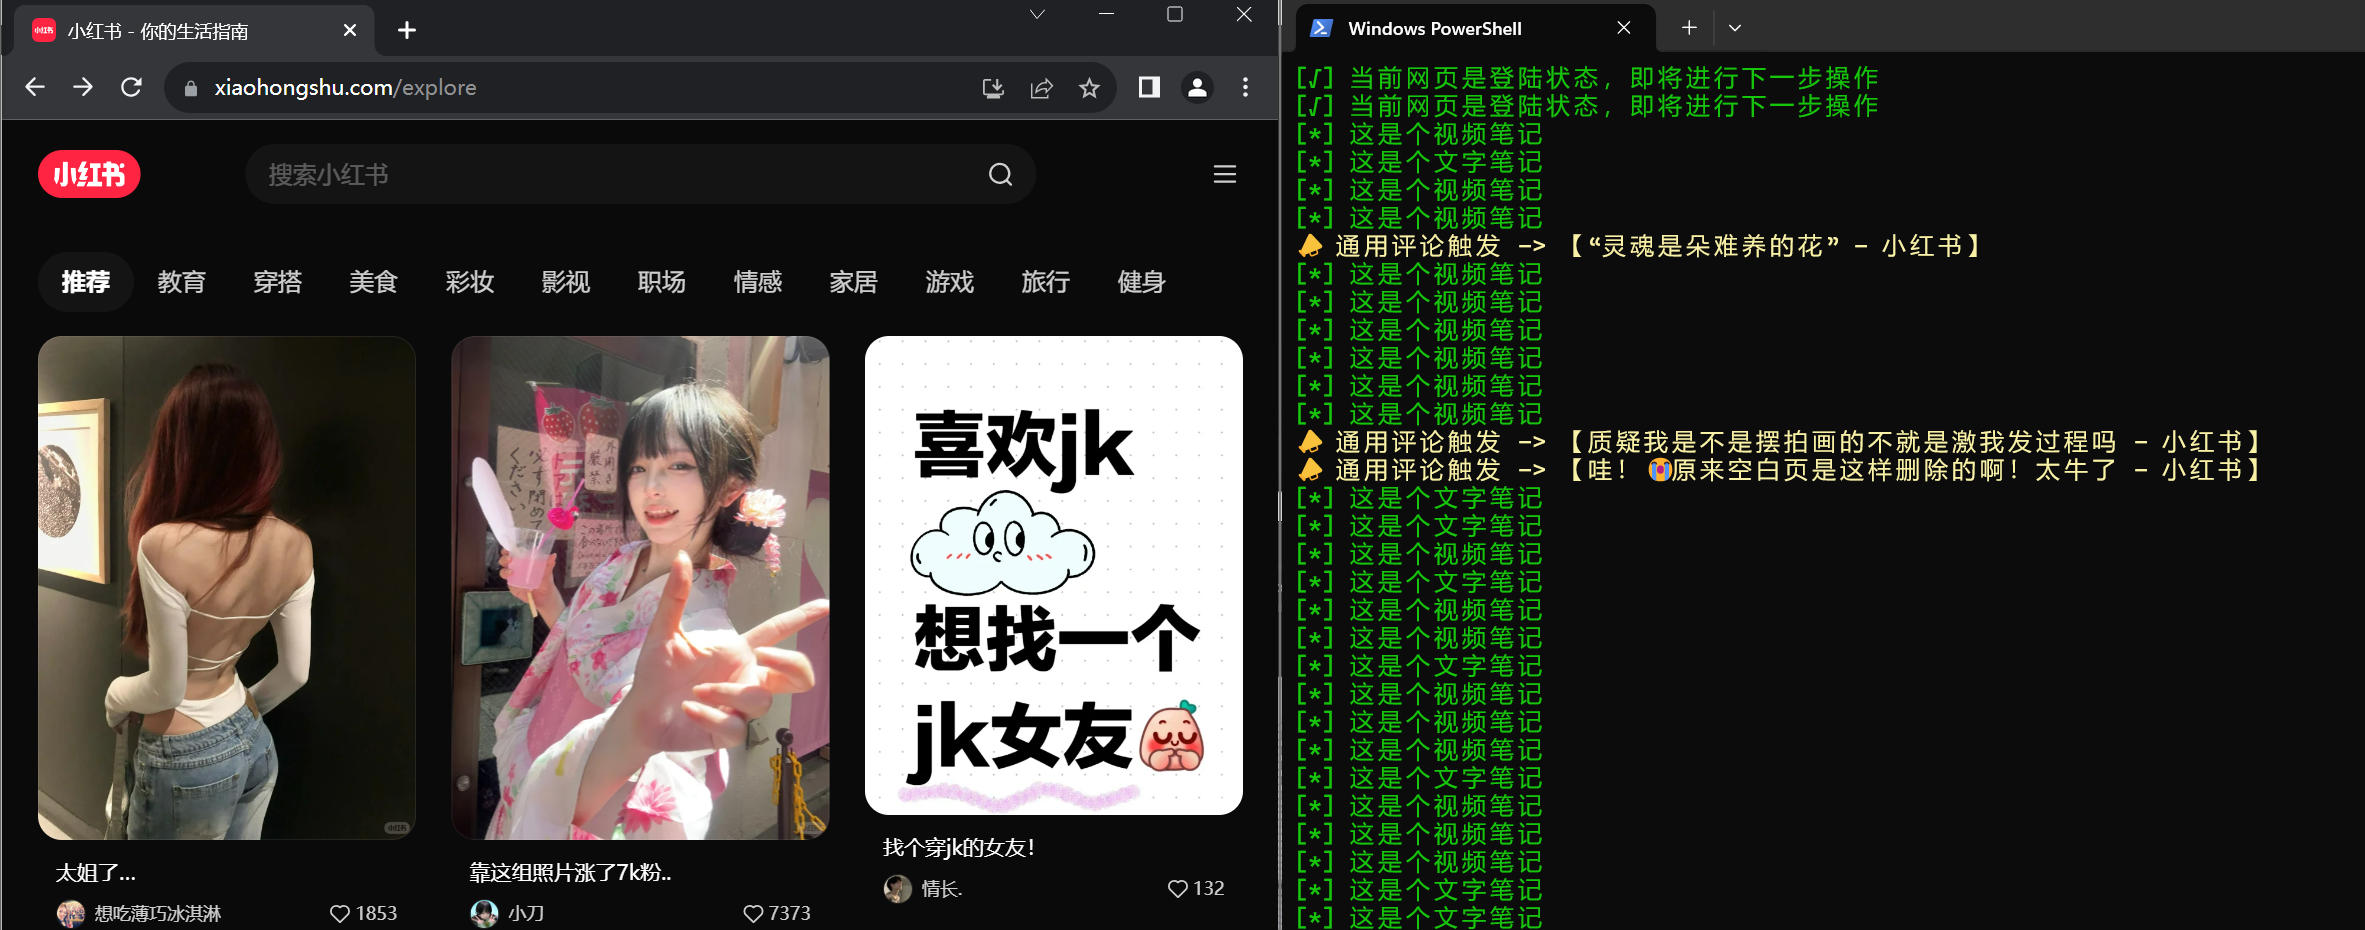 小红书 - 你的生活指南
xiaohongshu.com/explore
小红书
搜索小红书
推荐 教育 穿搭 美食 彩妆 影视 职场 情感 家居 游戏 旅行 健身
喜欢jk
想找一个
jk女友
太姐了...
想吃薄巧冰淇淋 1853
靠这组照片涨了7k粉..
小刀 7373
找个穿jk的女友!
情长. 132
Windows PowerShell
[√] 当前网页是登陆状态, 即将进行下一步操作
[√] 当前网页是登陆状态, 即将进行下一步操作
[*] 这是个视频笔记
[*] 这是个文字笔记
[*] 这是个视频笔记
[*] 这是个视频笔记
通用评论触发 -> 【“灵魂是朵难养的花” - 小红书】
[*] 这是个视频笔记
[*] 这是个视频笔记
[*] 这是个视频笔记
[*] 这是个视频笔记
[*] 这是个视频笔记
[*] 这是个视频笔记
通用评论触发 -> 【质疑我是不是摆拍画的不就是激我发过程吗 - 小红书】
通用评论触发 -> 【哇! 😭原来空白页是这样删除的啊! 太牛了 - 小红书】
[*] 这是个文字笔记
[*] 这是个文字笔记
[*] 这是个视频笔记
[*] 这是个文字笔记
[*] 这是个视频笔记
[*] 这是个视频笔记
[*] 这是个文字笔记
[*] 这是个视频笔记
[*] 这是个视频笔记
[*] 这是个视频笔记
[*] 这是个文字笔记
[*] 这是个视频笔记
[*] 这是个视频笔记
[*] 这是个视频笔记
[*] 这是个文字笔记
[*] 这是个文字笔记